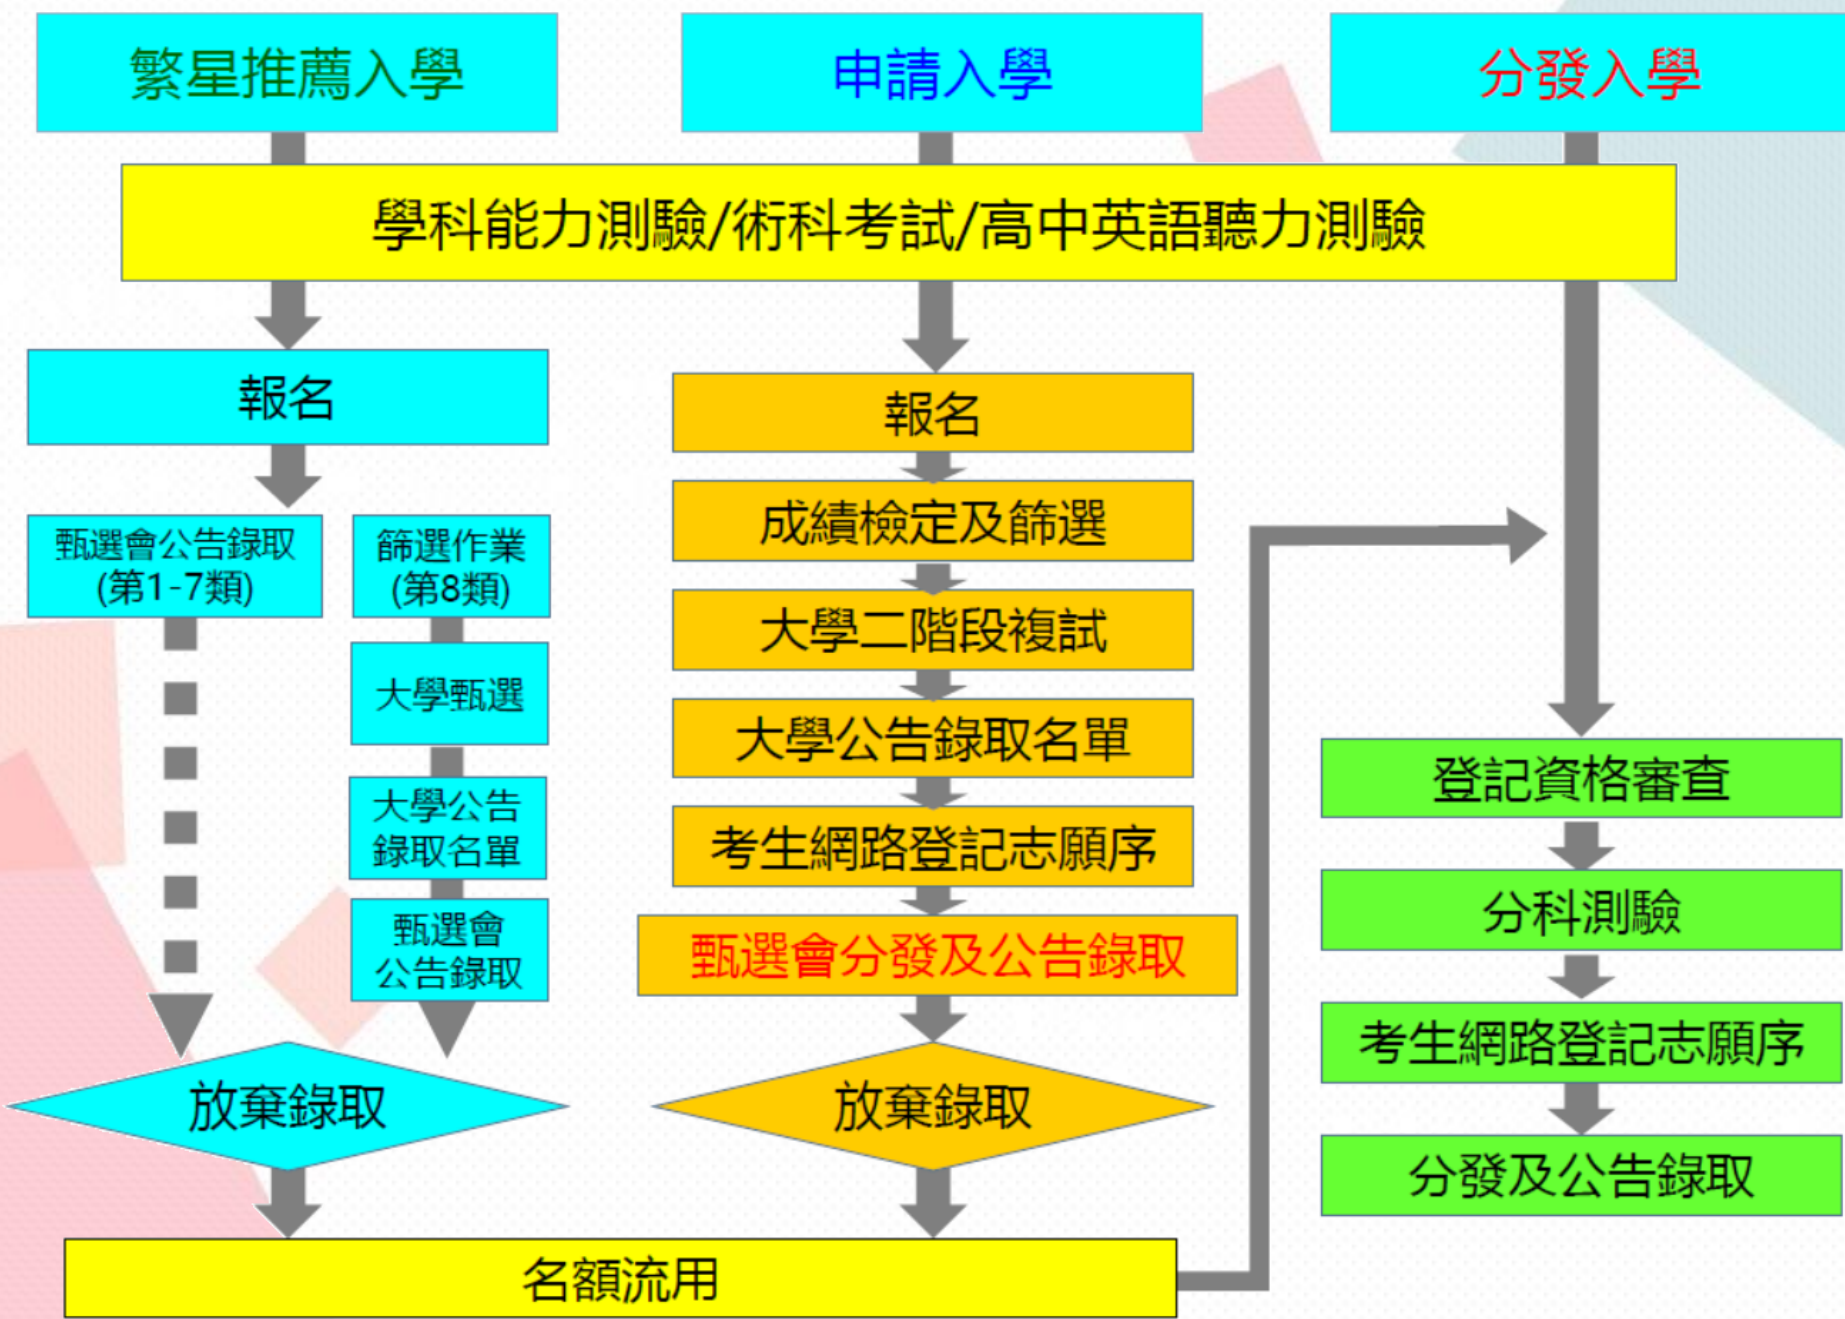 繁星推薦入學
申請入學
分發入學
學科能力測驗/術科考試/高中英語聽力測驗
報名
甄選會公告錄取
(第1-7類)
篩選作業
(第8類)
大學甄選
大學公告
錄取名單
甄選會
公告錄取
放棄錄取
報名
成績檢定及篩選
大學二階段複試
大學公告錄取名單
考生網路登記志願序
甄選會分發及公告錄取
放棄錄取
名額流用
登記資格審查
分科測驗
考生網路登記志願序
分發及公告錄取